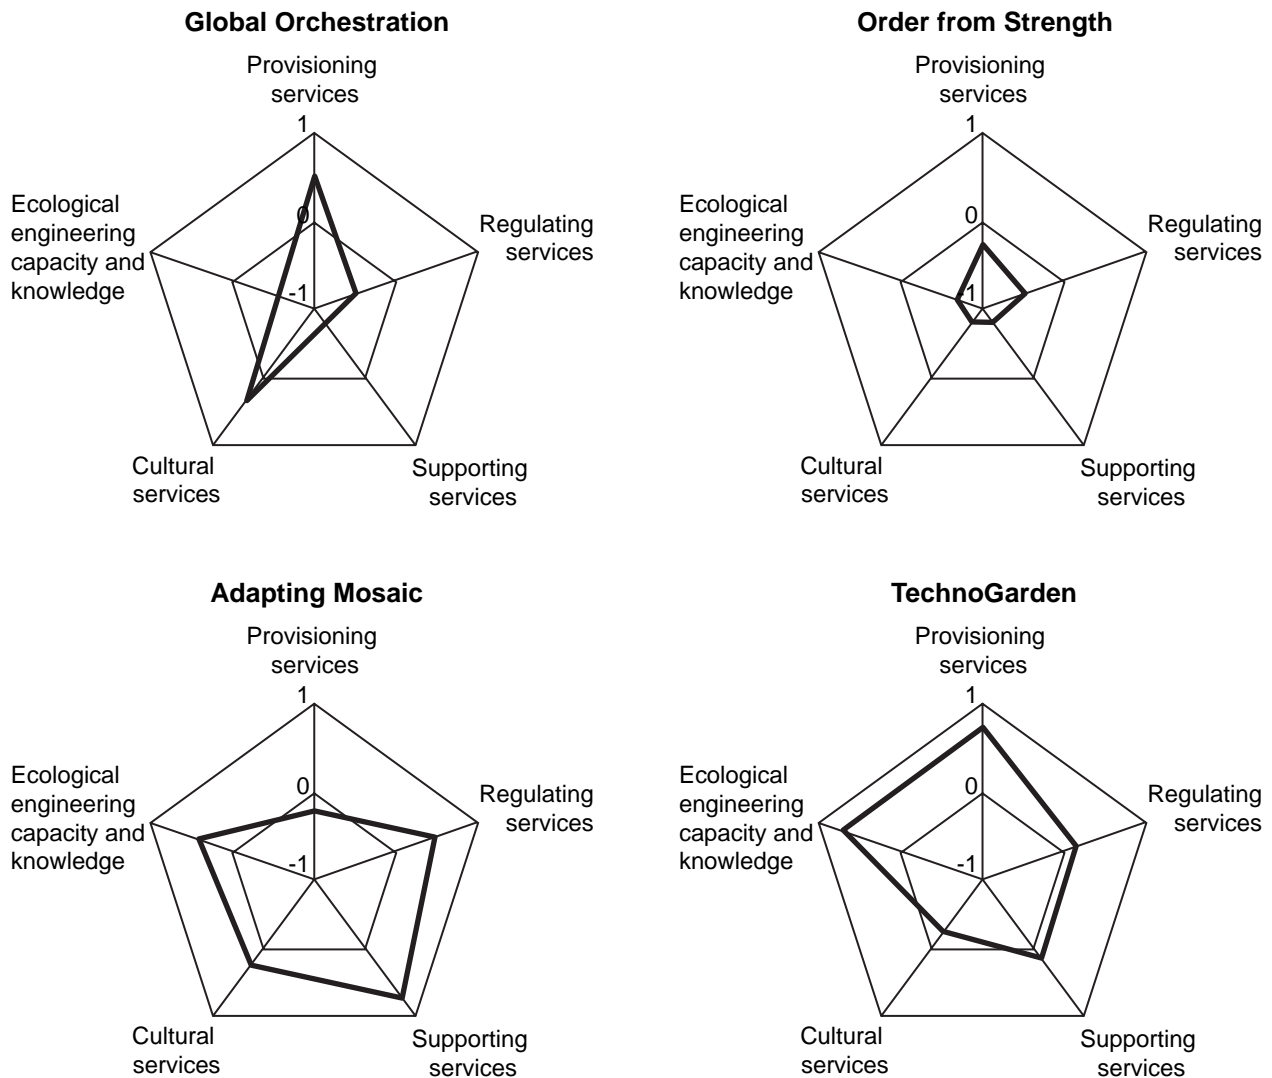 Global Orchestration
Provisioning
services
1
0
-1
Ecological
engineering
capacity and
knowledge
Regulating
services
Cultural
services
Supporting
services
Order from Strength
Provisioning
services
1
0
-1
Ecological
engineering
capacity and
knowledge
Regulating
services
Cultural
services
Supporting
services
Adapting Mosaic
Provisioning
services
1
0
-1
Ecological
engineering
capacity and
knowledge
Regulating
services
Cultural
services
Supporting
services
TechnoGarden
Provisioning
services
1
0
-1
Ecological
engineering
capacity and
knowledge
Regulating
services
Cultural
services
Supporting
services